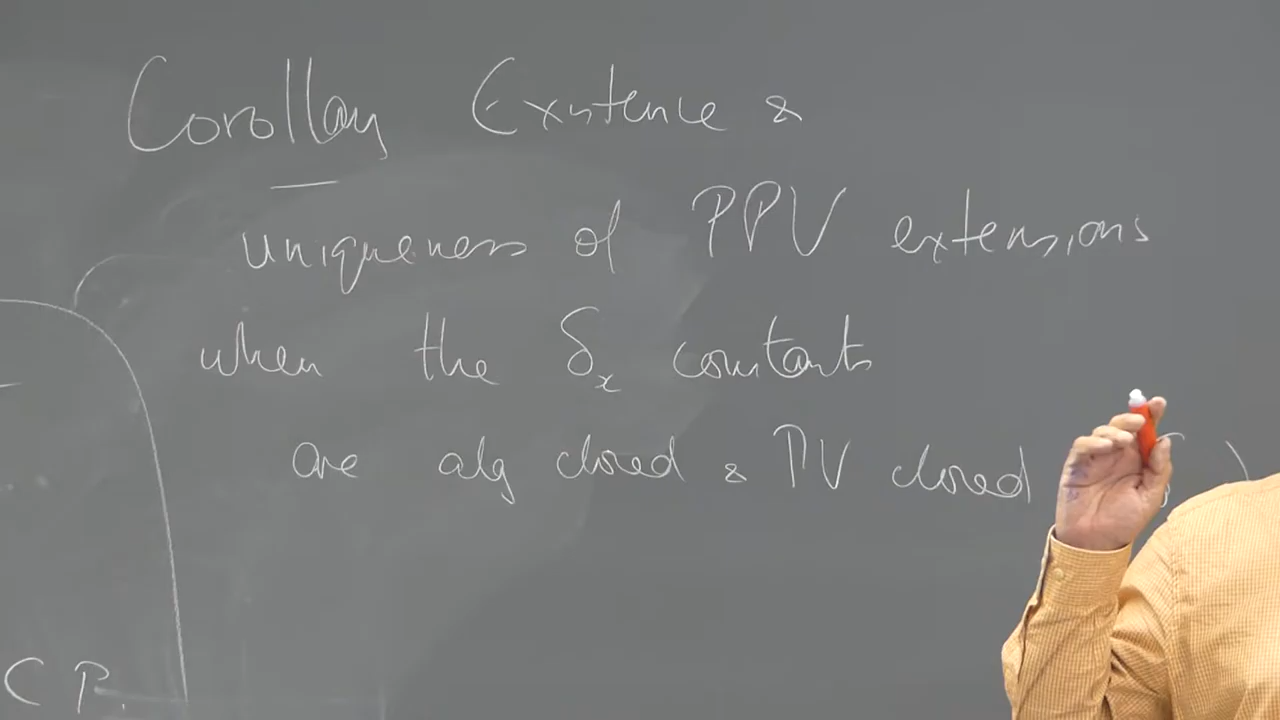 Corollary Existence &
uniqueness of PPV extensions
when the δx constants
are alg closed & PV closed
C P.